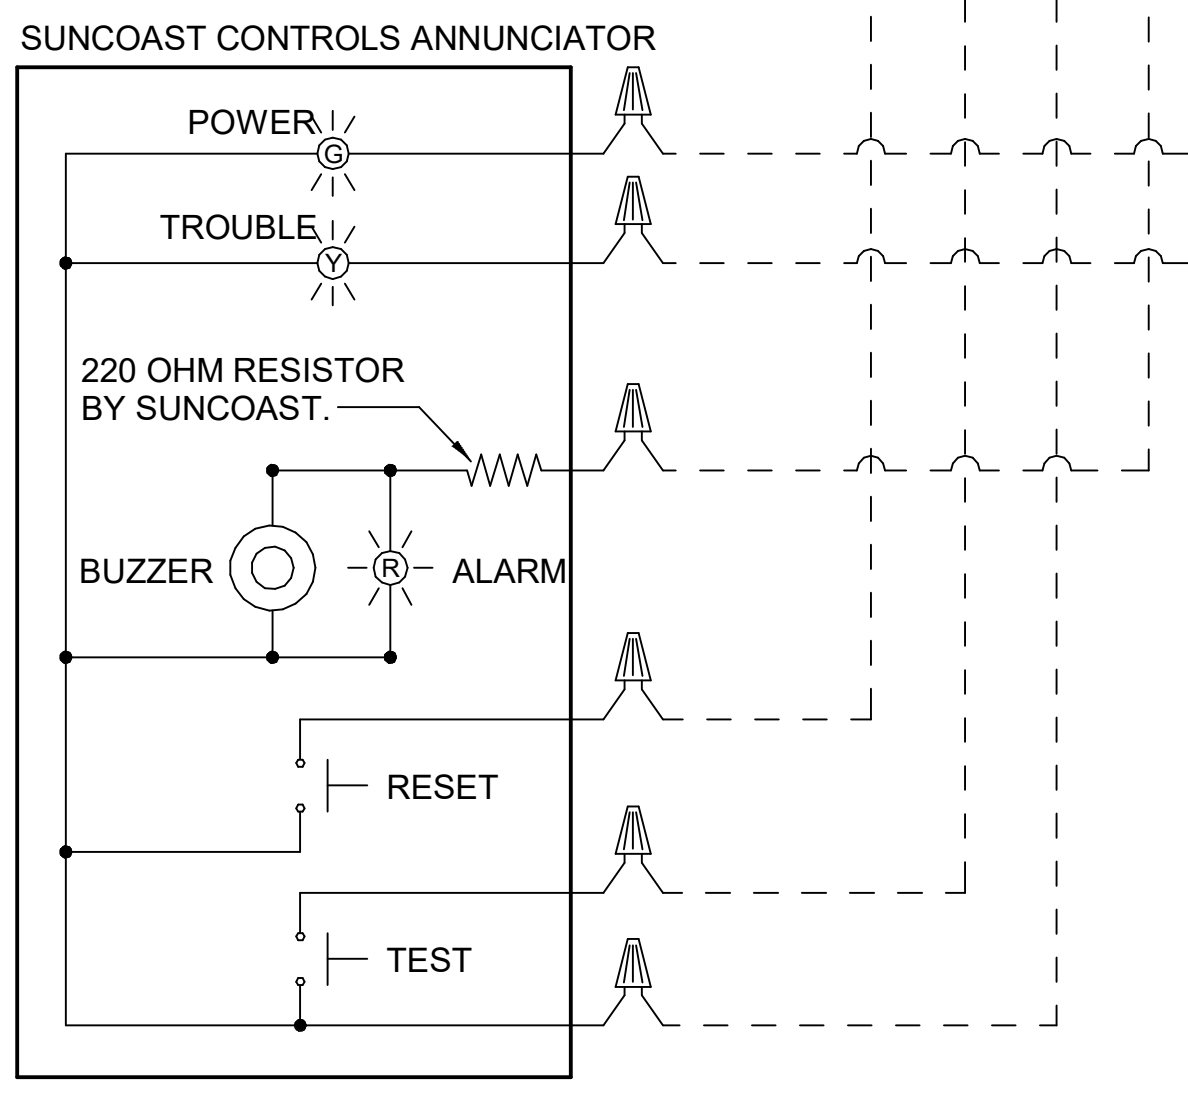 SUNCOAST CONTROLS ANNUNCIATOR
POWER
G
TROUBLE
Y
220 OHM RESISTOR
BY SUNCOAST.
BUZZER
R
ALARM
RESET
TEST